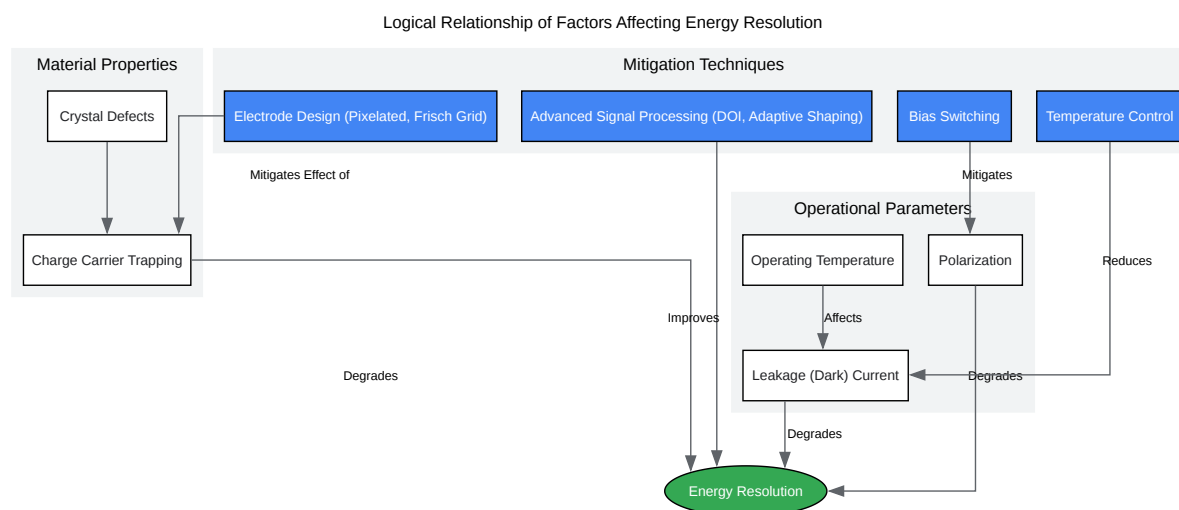 Logical Relationship of Factors Affecting Energy Resolution
Material Properties
Mitigation Techniques
Crystal Defects
Electrode Design (Pixelated, Frisch Grid)
Advanced Signal Processing (DOI, Adaptive Shaping)
Bias Switching
Temperature Control
Mitigates Effect of
Mitigates
Operational Parameters
Charge Carrier Trapping
Operating Temperature
Polarization
Reduces
Improves
Affects
Degrades
Leakage (Dark) Current
Degrades
Degrades
Energy Resolution